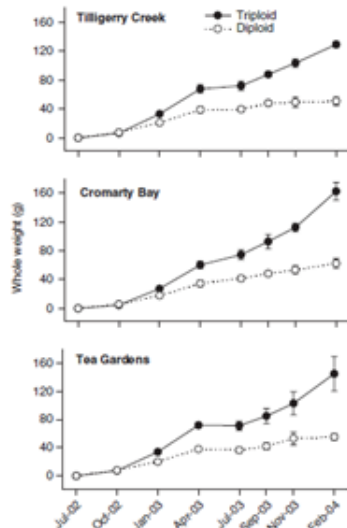 Tilligerry Creek
Triploid
Diploid
160
120
80
40
0
Cromarty Bay
160
120
80
40
0
Whole weight (g)
Tea Gardens
160
120
80
40
0
Jul-02
Oct-02
Jan-03
Apr-03
Jul-03
Sep-03
Nov-03
Feb-04